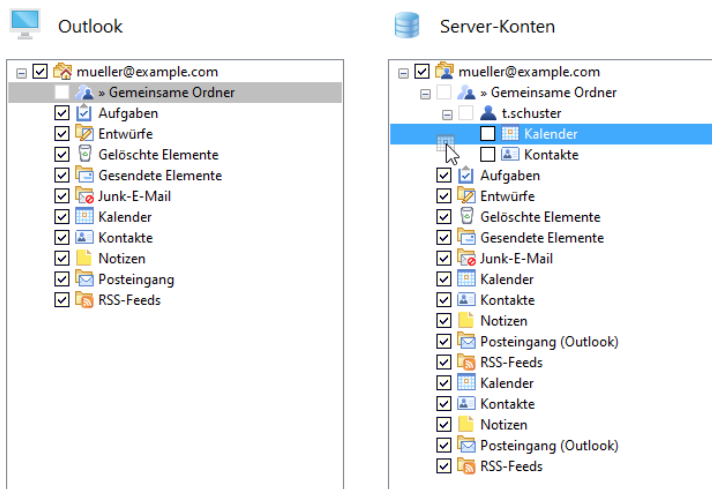 Outlook
mueller@example.com
» Gemeinsame Ordner
Aufgaben
Entwürfe
Gelöschte Elemente
Gesendete Elemente
Junk-E-Mail
Kalender
Kontakte
Notizen
Posteingang
RSS-Feeds
Server-Konten
mueller@example.com
» Gemeinsame Ordner
t.schuster
Kalender
Kontakte
Aufgaben
Entwürfe
Gelöschte Elemente
Gesendete Elemente
Junk-E-Mail
Kalender
Kontakte
Notizen
Posteingang (Outlook)
RSS-Feeds
Kalender
Kontakte
Notizen
Posteingang (Outlook)
RSS-Feeds